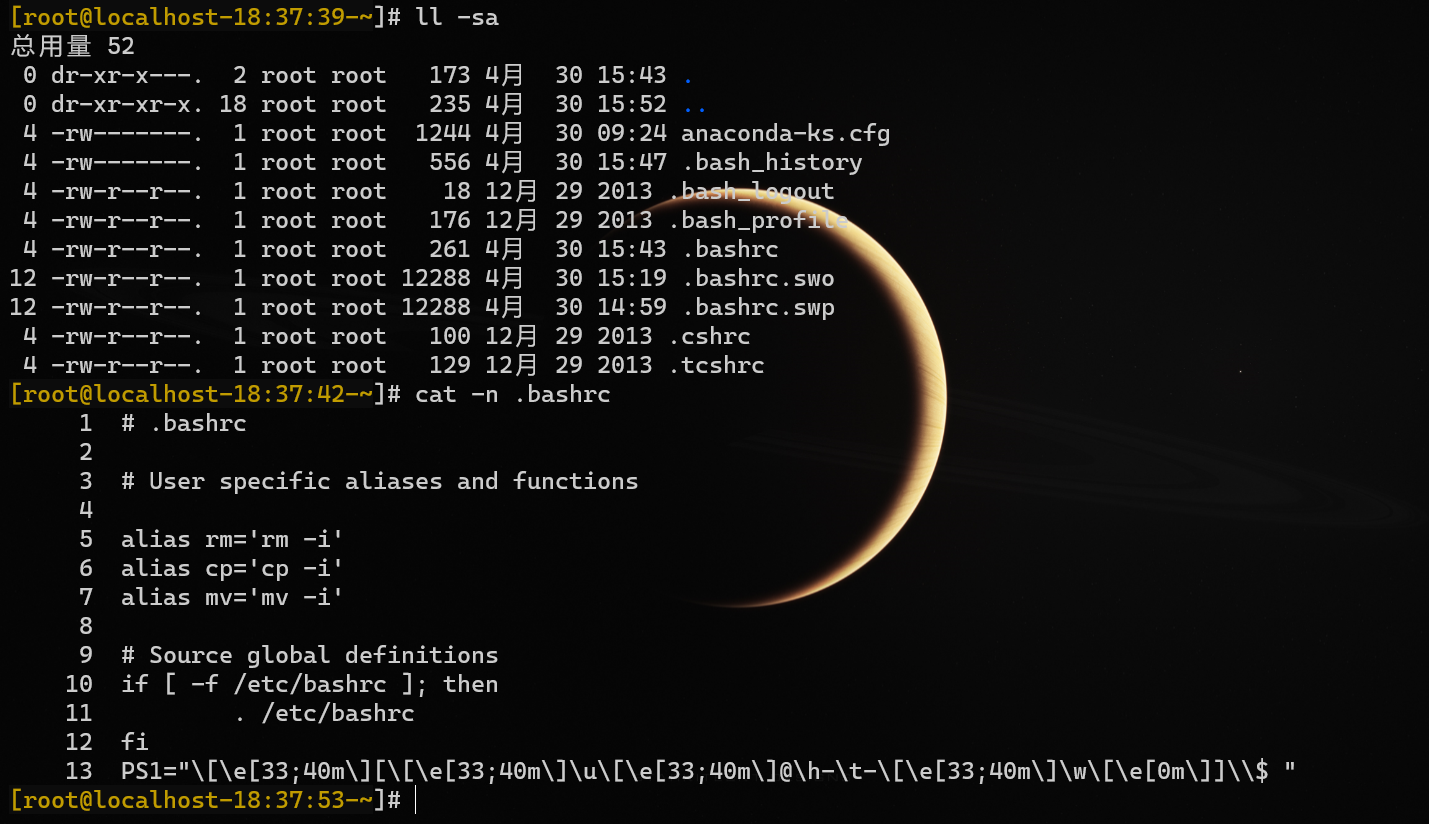 [root@localhost-18:37:39-~]# ll -sa
总用量 52
 0 dr-xr-x---.  2 root root   173 4月  30 15:43 .
 0 dr-xr-xr-x. 18 root root   235 4月  30 15:52 ..
 4 -rw-------.  1 root root  1244 4月  30 09:24 anaconda-ks.cfg
 4 -rw-------.  1 root root   556 4月  30 15:47 .bash_history
 4 -rw-r--r--.  1 root root    18 12月 29 2013 .bash_logout
 4 -rw-r--r--.  1 root root   176 12月 29 2013 .bash_profile
 4 -rw-r--r--.  1 root root   261 4月  30 15:43 .bashrc
12 -rw-r--r--.  1 root root 12288 4月  30 15:19 .bashrc.swo
12 -rw-r--r--.  1 root root 12288 4月  30 14:59 .bashrc.swp
 4 -rw-r--r--.  1 root root   100 12月 29 2013 .cshrc
 4 -rw-r--r--.  1 root root   129 12月 29 2013 .tcshrc
[root@localhost-18:37:42-~]# cat -n .bashrc
     1  # .bashrc
     2
     3  # User specific aliases and functions
     4
     5  alias rm='rm -i'
     6  alias cp='cp -i'
     7  alias mv='mv -i'
     8
     9  # Source global definitions
    10  if [ -f /etc/bashrc ]; then
    11          . /etc/bashrc
    12  fi
    13  PS1="\[\e[33;40m\][\[\e[33;40m\]\u\[\e[33;40m\]@\h-\t-\[\e[33;40m\]\w\[\e[0m\]]\\$ "
[root@localhost-18:37:53-~]#